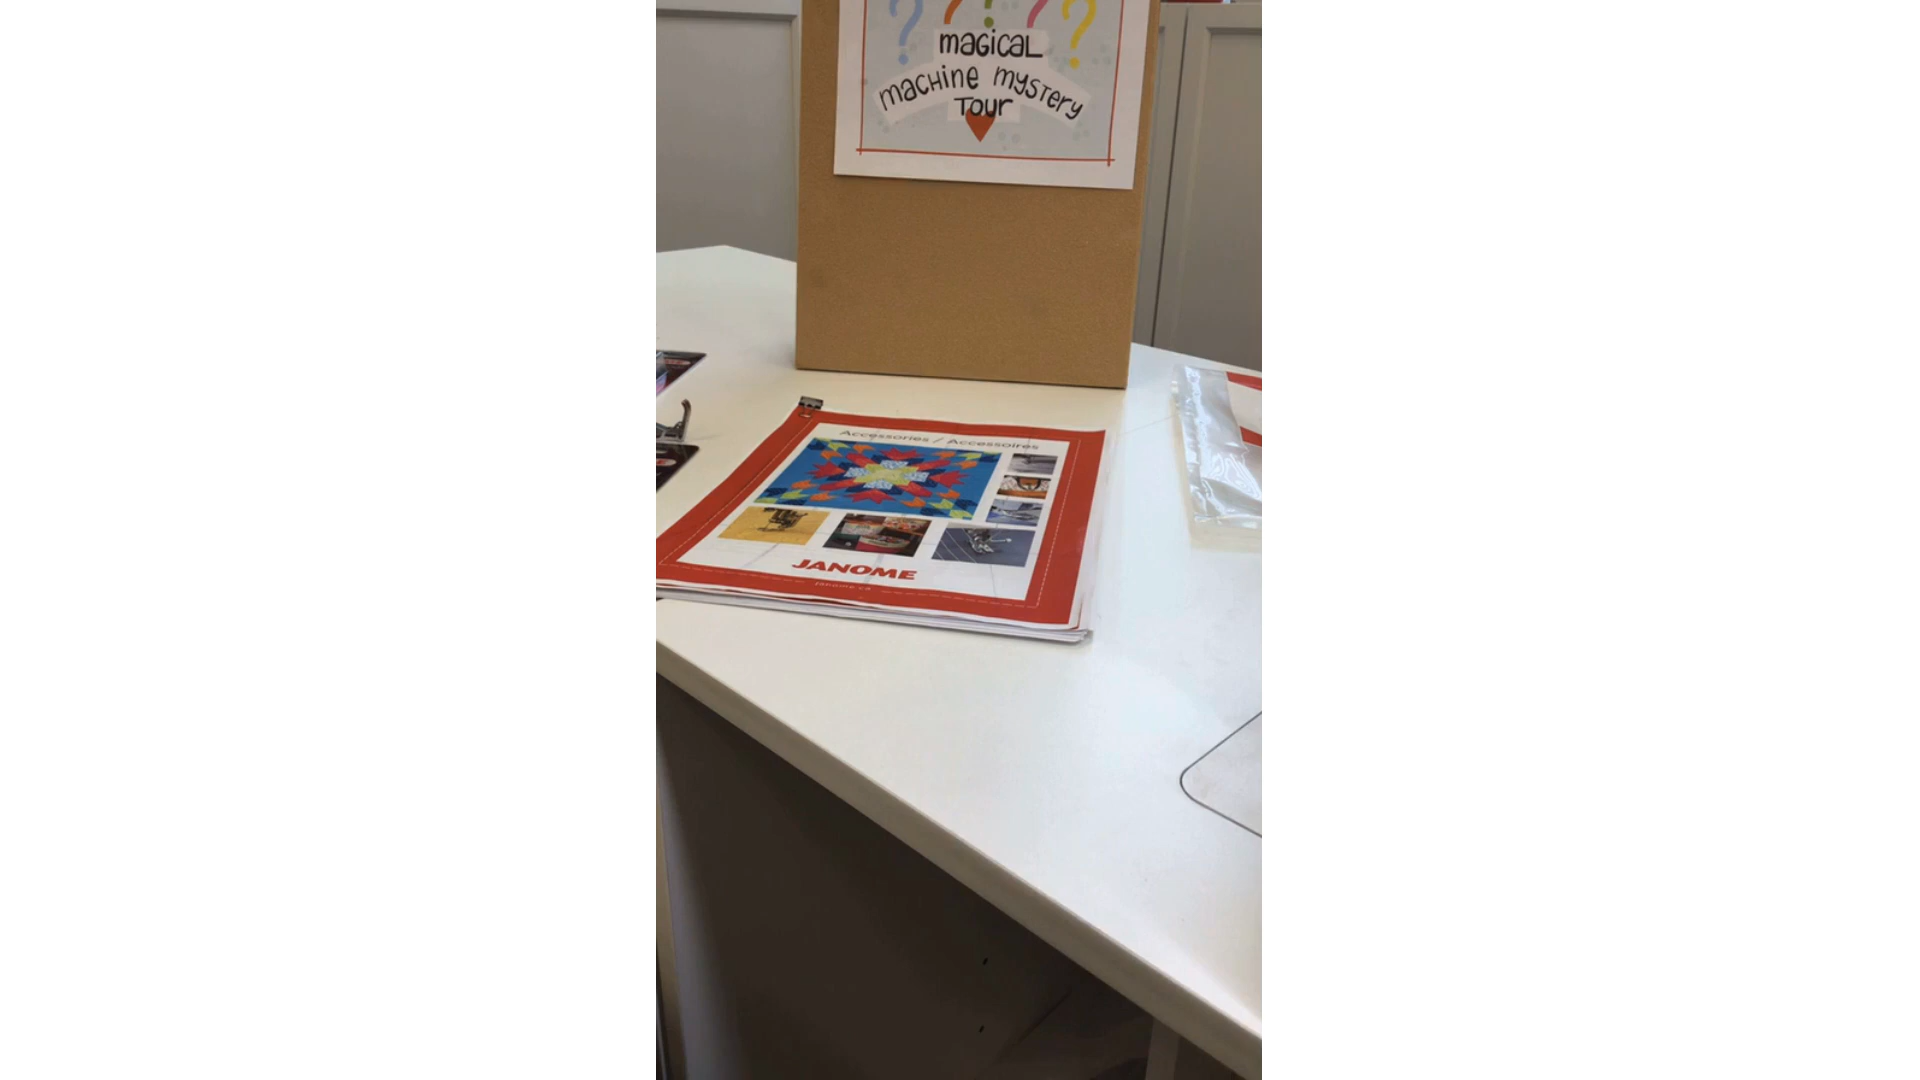 magical
machine mystery
Tour
Accessories / Accessoires
JANOME
janome.ca